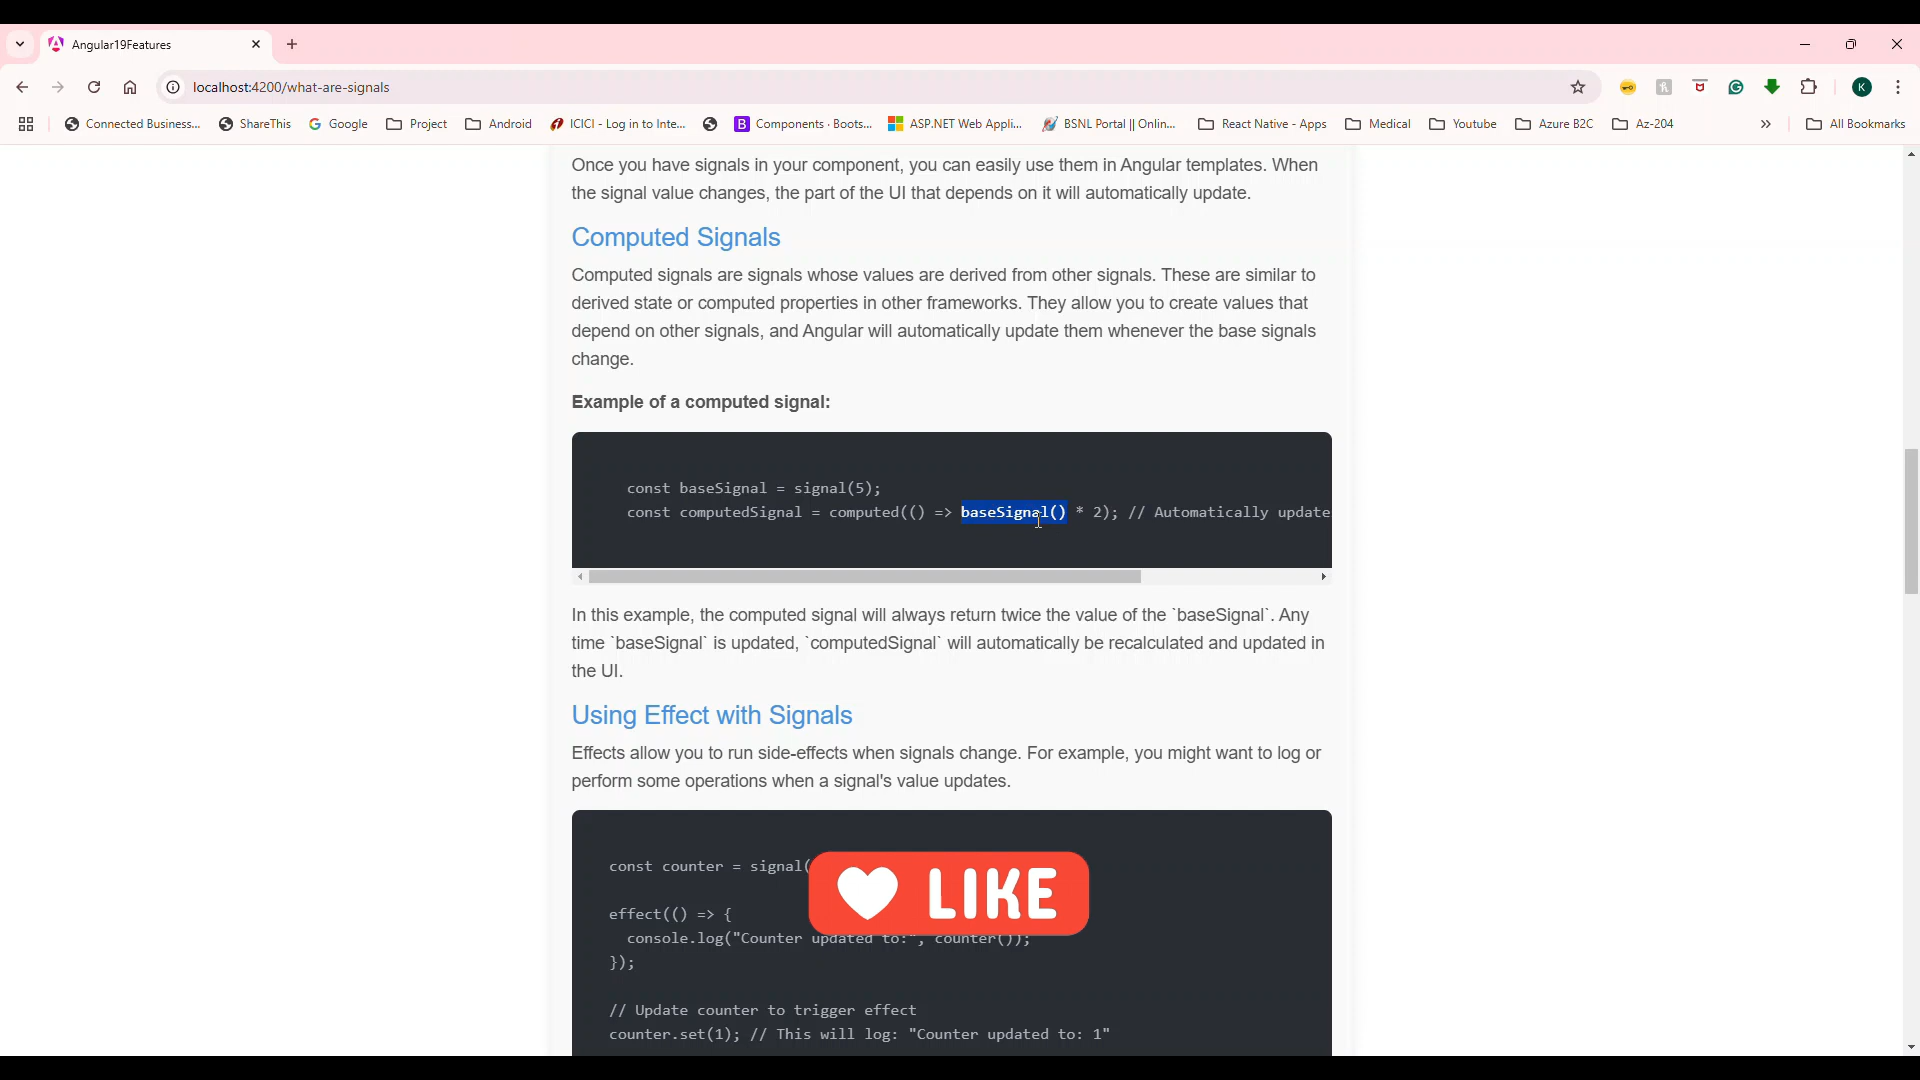 Angular19Features
localhost:4200/what-are-signals
K
Connected Business...
ShareThis
Google
Project
Android
ICICI - Log in to Inte...
Components · Boots...
ASP.NET Web Appli...
BSNL Portal || Onlin...
React Native - Apps
Medical
Youtube
Azure B2C
Az-204
»
All Bookmarks
Once you have signals in your component, you can easily use them in Angular templates. When
the signal value changes, the part of the UI that depends on it will automatically update.
Computed Signals
Computed signals are signals whose values are derived from other signals. These are similar to
derived state or computed properties in other frameworks. They allow you to create values that
depend on other signals, and Angular will automatically update them whenever the base signals
change.
Example of a computed signal:
const baseSignal = signal(5);
const computedSignal = computed(() => baseSignal() * 2); // Automatically update
In this example, the computed signal will always return twice the value of the `baseSignal`. Any
time `baseSignal` is updated, `computedSignal` will automatically be recalculated and updated in
the UI.
Using Effect with Signals
Effects allow you to run side-effects when signals change. For example, you might want to log or
perform some operations when a signal's value updates.
const counter = signal(
LIKE
effect(() => {
console.log("Counter updated to:", counter());
});
// Update counter to trigger effect
counter.set(1); // This will log: "Counter updated to: 1"